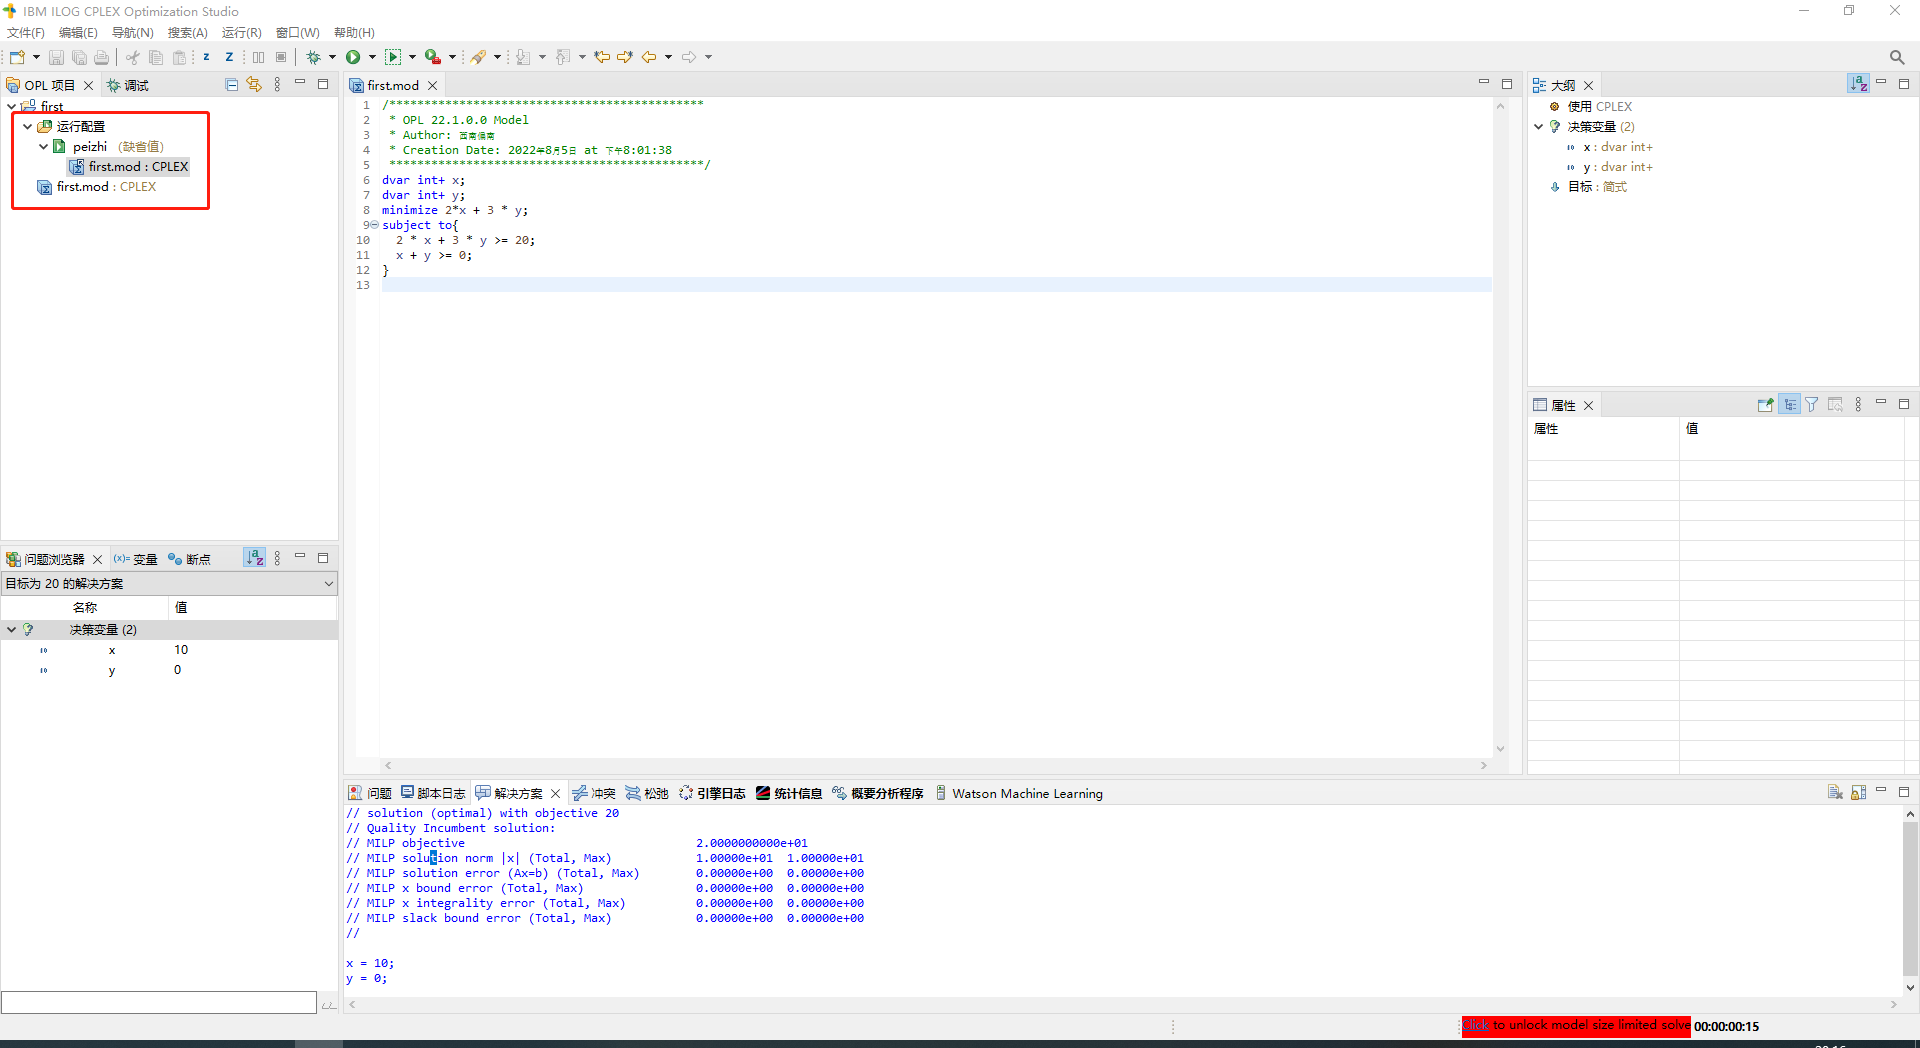 IBM ILOG CPLEX Optimization Studio
文件(F) 编辑(E) 导航(N) 搜索(A) 运行(R) 窗口(W) 帮助(H)
OPL 项目 调试
first
运行配置
peizhi (缺省值)
first.mod : CPLEX
first.mod : CPLEX
first.mod
1 /*********************************************
2 * OPL 22.1.0.0 Model
3 * Author: 西南偏南
4 * Creation Date: 2022年8月5日 at 下午8:01:38
5 *********************************************/
6 dvar int+ x;
7 dvar int+ y;
8 minimize 2*x + 3 * y;
9 subject to{
10 2 * x + 3 * y >= 20;
11 x + y >= 0;
12 }
13
大纲
使用 CPLEX
决策变量 (2)
x : dvar int+
y : dvar int+
目标 : 简式
属性
属性 值
问题浏览器 (x)= 变量 断点
目标为 20 的解决方案
名称 值
决策变量 (2)
x 10
y 0
问题 脚本日志 解决方案 冲突 松弛 引擎日志 统计信息 概要分析程序 Watson Machine Learning
// solution (optimal) with objective 20
// Quality Incumbent solution:
// MILP objective 2.0000000000e+01
// MILP solution norm |x| (Total, Max) 1.00000e+01 1.00000e+01
// MILP solution error (Ax=b) (Total, Max) 0.00000e+00 0.00000e+00
// MILP x bound error (Total, Max) 0.00000e+00 0.00000e+00
// MILP x integrality error (Total, Max) 0.00000e+00 0.00000e+00
// MILP slack bound error (Total, Max) 0.00000e+00 0.00000e+00
//
x = 10;
y = 0;
Click to unlock model size limited solve 00:00:00:15